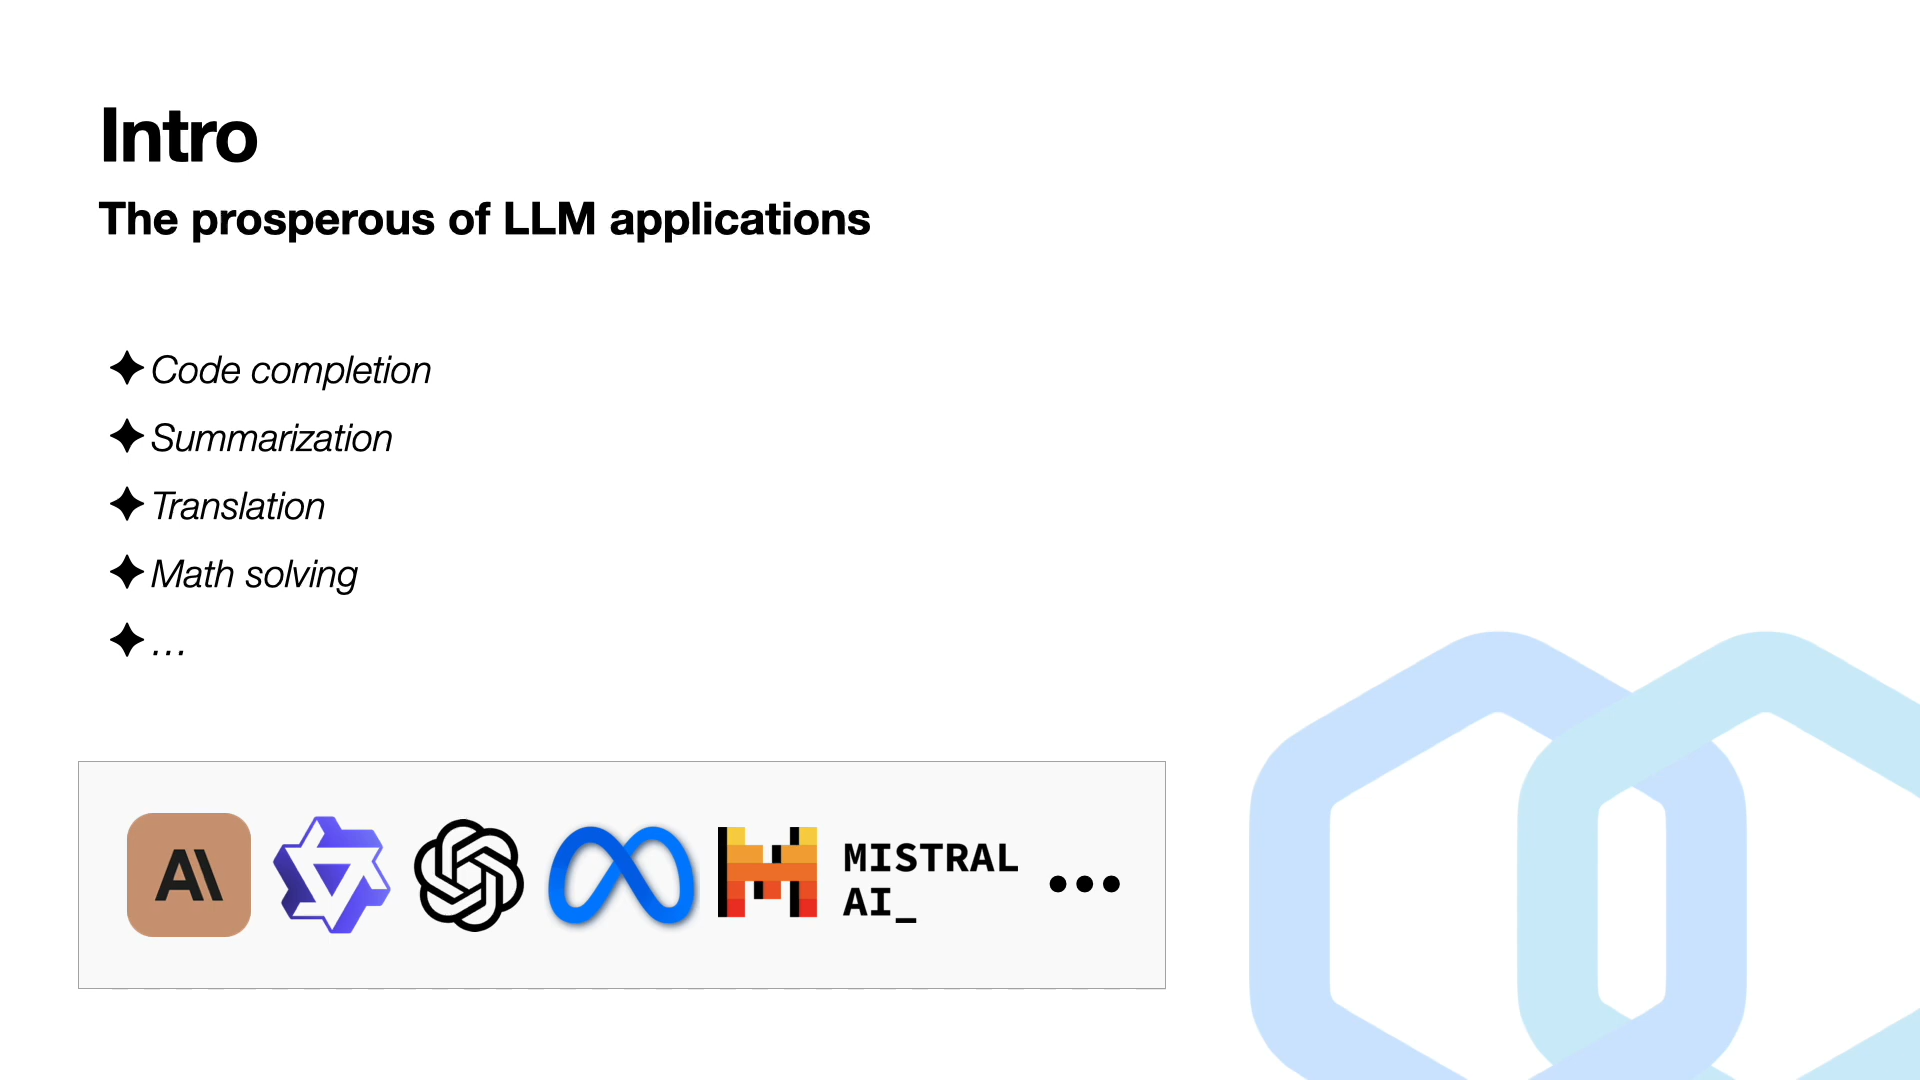 Intro
The prosperous of LLM applications
✦ Code completion
✦ Summarization
✦ Translation
✦ Math solving
✦ …
MISTRAL
AI_
•••